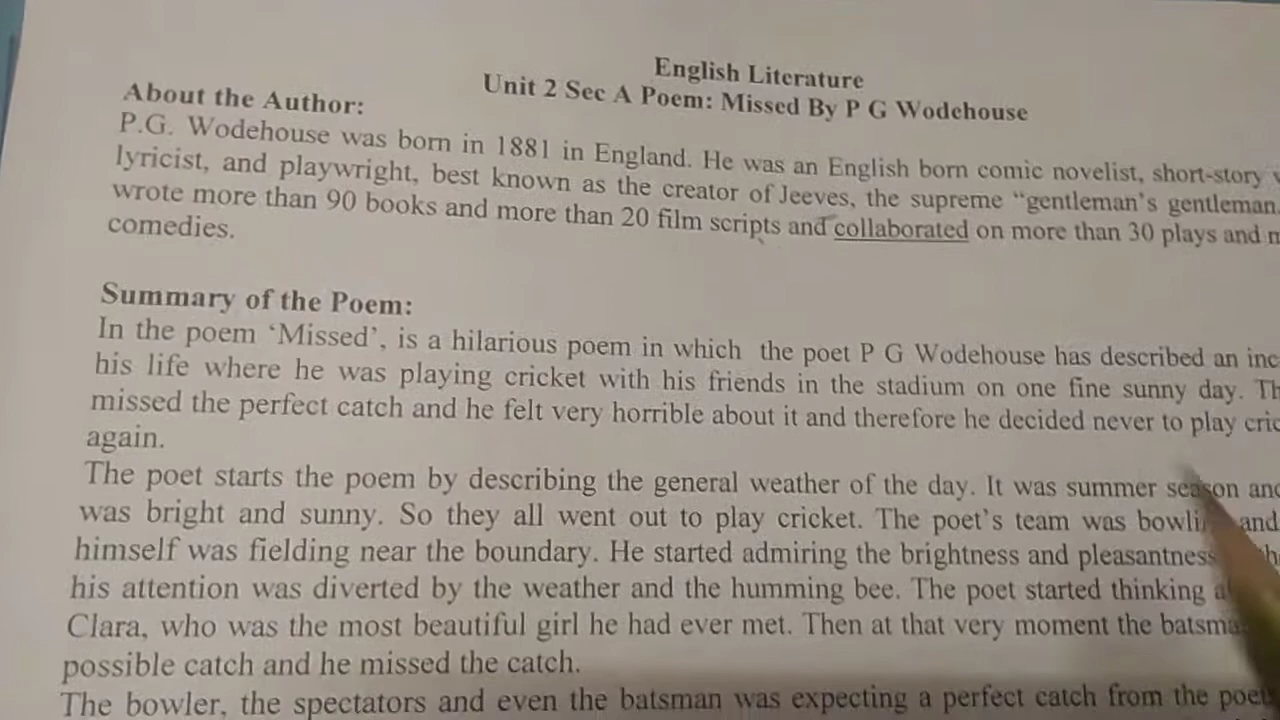 English Literature
Unit 2 Sec A Poem: Missed By P G Wodehouse
About the Author:
P.G. Wodehouse was born in 1881 in England. He was an English born comic novelist, short-story
lyricist, and playwright, best known as the creator of Jeeves, the supreme “gentleman's gentleman.
wrote more than 90 books and more than 20 film scripts and collaborated on more than 30 plays and
comedies.
Summary of the Poem:
In the poem ‘Missed’, is a hilarious poem in which the poet P G Wodehouse has described an
his life where he was playing cricket with his friends in the stadium on one fine sunny day.
missed the perfect catch and he felt very horrible about it and therefore he decided never to play
again.
The poet starts the poem by describing the general weather of the day. It was summer season
was bright and sunny. So they all went out to play cricket. The poet's team was and
himself was fielding near the boundary. He started admiring the brightness and pleasantness
his attention was diverted by the weather and the humming bee. The poet started thinking
Clara, who was the most beautiful girl he had ever met. Then at that very moment the
possible catch and he missed the catch.
The bowler, the spectators and even the batsman was expecting a perfect catch from the